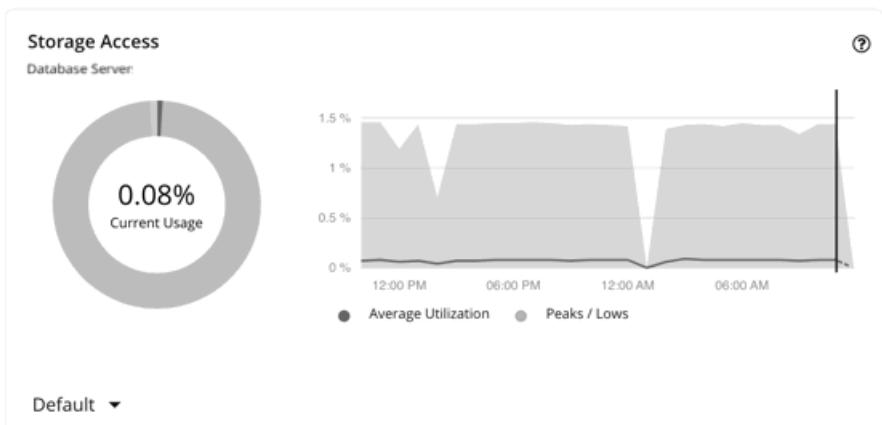 Storage Access
Database Server
0.08%
Current Usage
1.5 %
1 %
0.5 %
0 %
12:00 PM 06:00 PM 12:00 AM 06:00 AM
Average Utilization Peaks / Lows
Default